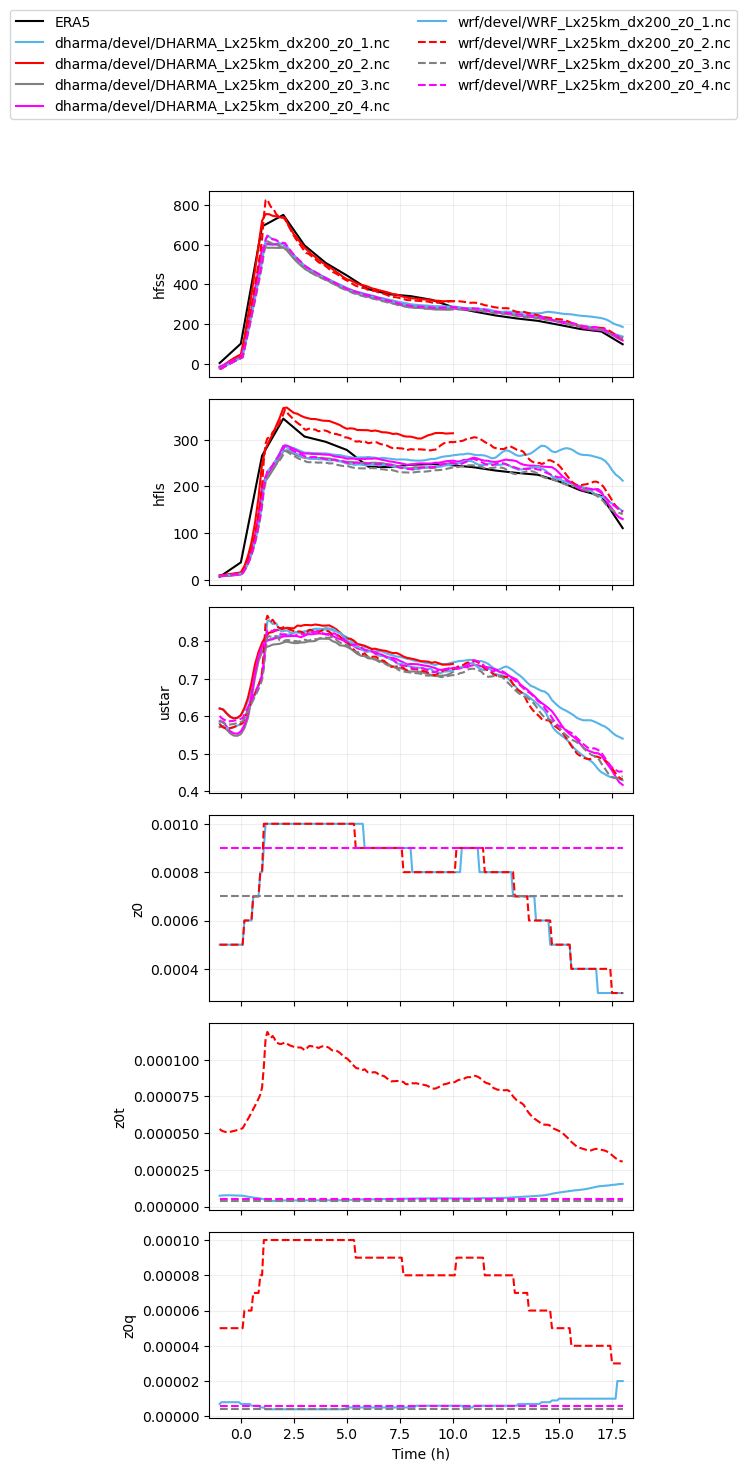 ERA5
dharma/devel/DHARMA_Lx25km_dx200_z0_1.nc
dharma/devel/DHARMA_Lx25km_dx200_z0_2.nc
dharma/devel/DHARMA_Lx25km_dx200_z0_3.nc
dharma/devel/DHARMA_Lx25km_dx200_z0_4.nc
wrf/devel/WRF_Lx25km_dx200_z0_1.nc
wrf/devel/WRF_Lx25km_dx200_z0_2.nc
wrf/devel/WRF_Lx25km_dx200_z0_3.nc
wrf/devel/WRF_Lx25km_dx200_z0_4.nc
hfss
800
600
400
200
0
hfls
300
200
100
0
ustar
0.8
0.7
0.6
0.5
0.4
z0
0.0010
0.0008
0.0006
0.0004
z0t
0.000100
0.000075
0.000050
0.000025
0.000000
z0q
0.00010
0.00008
0.00006
0.00004
0.00002
0.00000
0.0 2.5 5.0 7.5 10.0 12.5 15.0 17.5
Time (h)